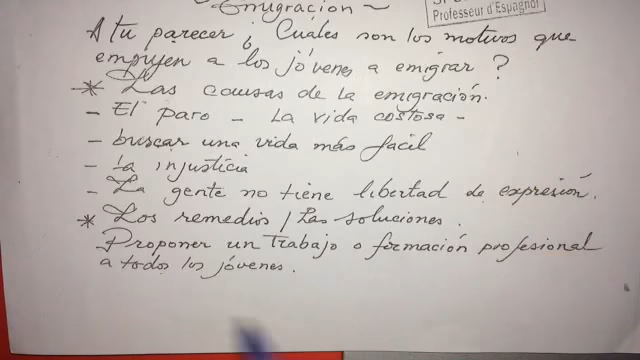 Emigración ~
Professeur d'Espagnol
A tu parecer ¿ Cuales son los motivos que
empujen a los jóvenes a emigrar ?
* Las causas de la emigración.
- El paro - La vida costosa -
- buscar una vida más facil
- La injusticia
- La gente no tiene libertad de expresión.
* Los remedios / Las soluciones.
Proponer un trabajo o formación profesional
a todos los jóvenes.